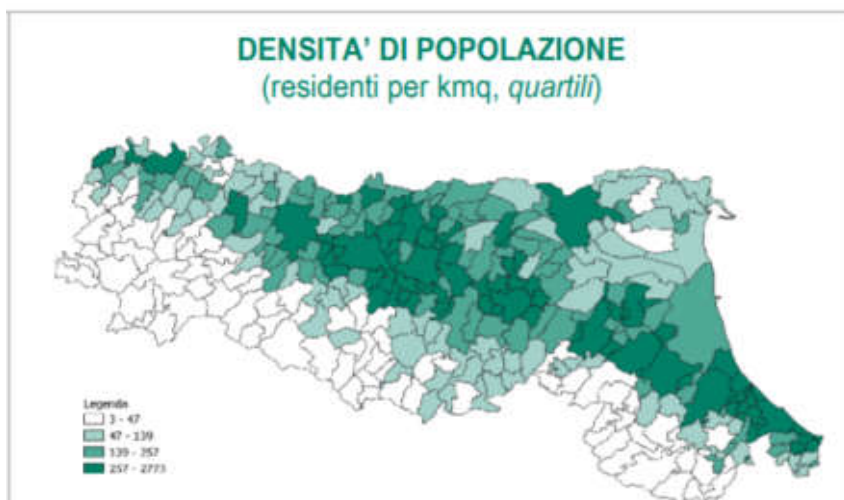 DENSITA' DI POPOLAZIONE
(residenti per kmq, quartili)
Legenda
3 - 47
47 - 139
139 - 257
257 - 2773